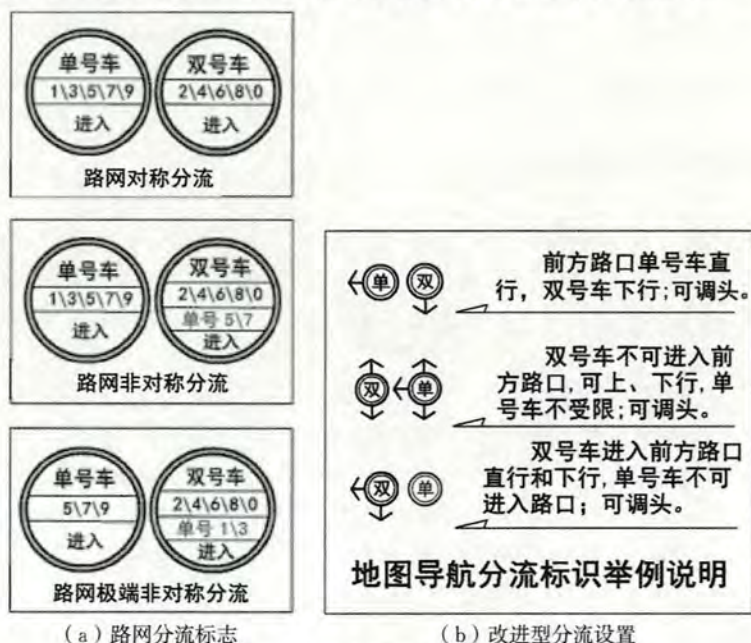 单号车
1\3\5\7\9
进入
双号车
2\4\6\8\0
进入
路网对称分流
单号车
1\3\5\7\9
进入
双号车
2\4\6\8\0
单号 5\7
进入
路网非对称分流
单号车
5\7\9
进入
双号车
2\4\6\8\0
单号 1\3
进入
路网极端非对称分流
(a)路网分流标志
单 双
前方路口单号车直
行，双号车下行;可调头。
双 单
双号车不可进入前
方路口,可上、下行,单
号车不受限;可调头。
双 单
双号车进入前方路口
直行和下行,单号车不可
进入路口；可调头。
地图导航分流标识举例说明
(b)改进型分流设置